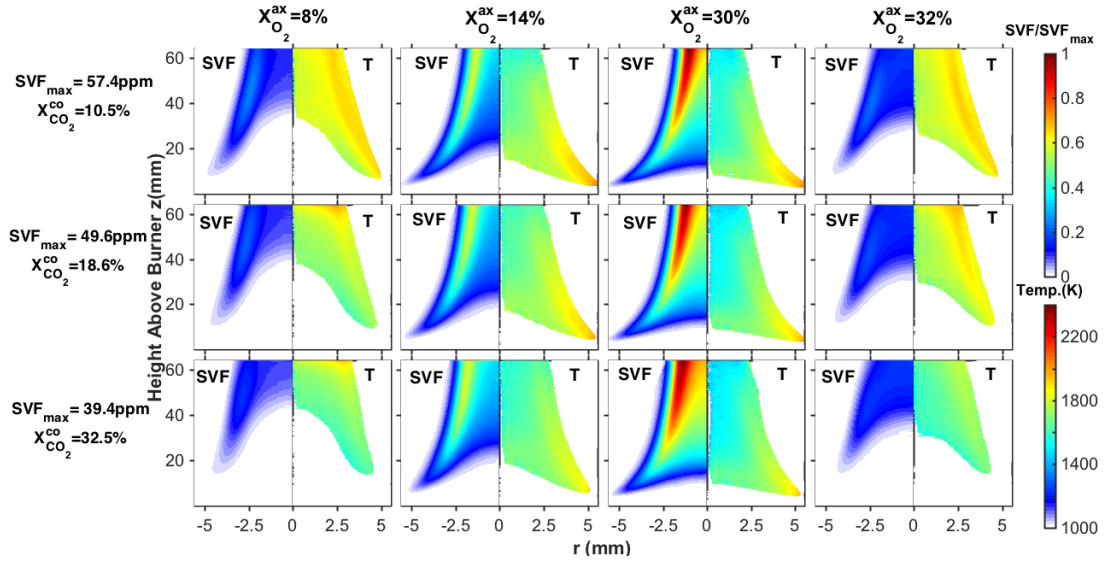 X_O2^ax=8% X_O2^ax=14% X_O2^ax=30% X_O2^ax=32% SVF/SVF_max
SVF_max = 57.4ppm
X_CO2^co =10.5%
60
40
20
SVF T SVF T SVF T SVF T
1
0.8
0.6
0.4
0.2
0
SVF_max = 49.6ppm
X_CO2^co =18.6%
60
40
20
SVF T SVF T SVF T SVF T
Height Above Burner z(mm)
Temp.(K)
2200
1800
1400
1000
SVF_max = 39.4ppm
X_CO2^co =32.5%
60
40
20
SVF T SVF T SVF T SVF T
-5 -2.5 0 2.5 5 -5 -2.5 0 2.5 5 -5 -2.5 0 2.5 5 -5 -2.5 0 2.5 5
r (mm)